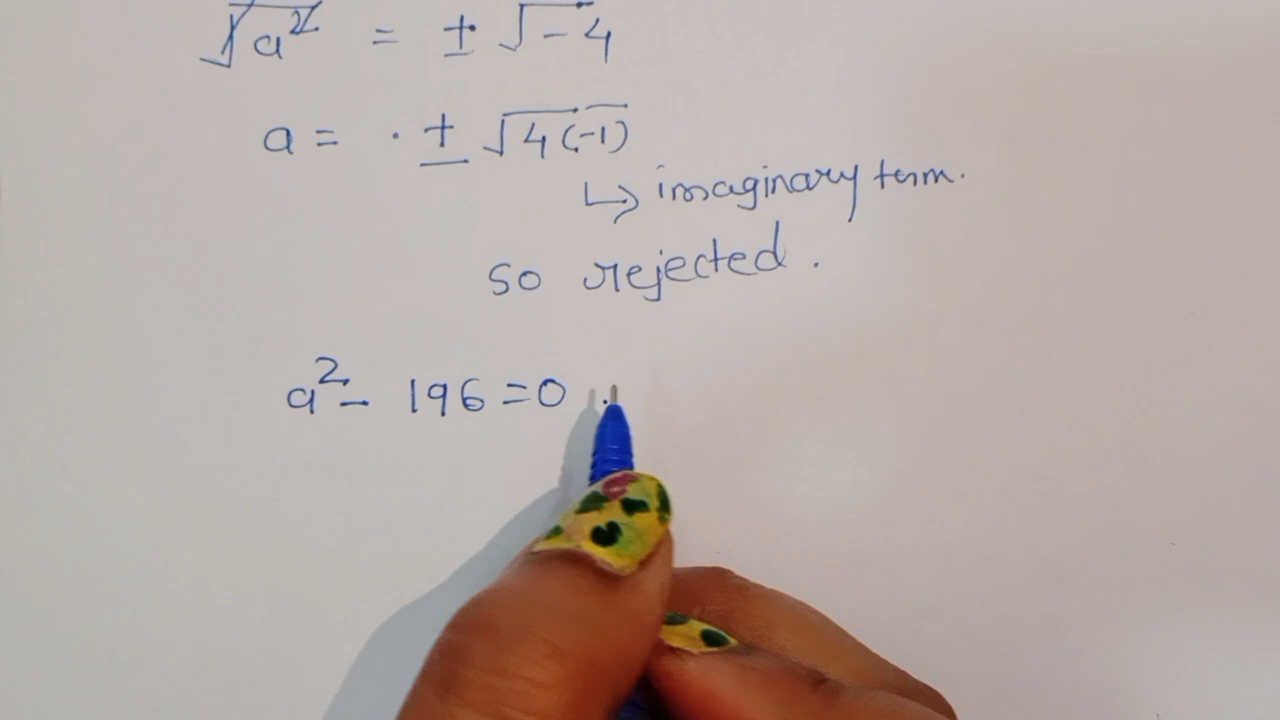 √a² = ± √-4
a = ± √4(-1)
↳ imaginary term.
so rejected.
a² - 196 = 0